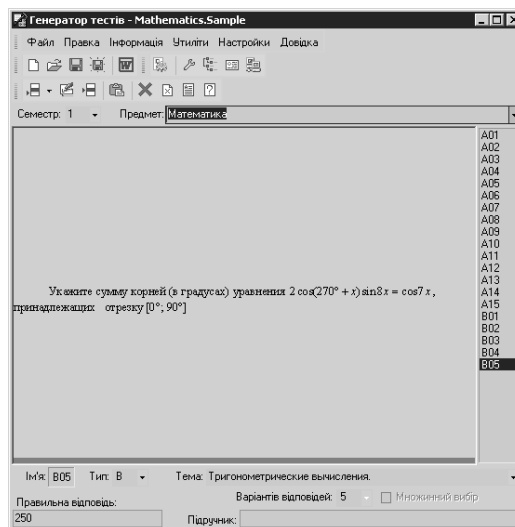 Генератор тестів - Mathematics.Sample
Файл Правка Інформація Утиліти Настройки Довідка
Семестр: 1 Предмет: Математика
A01
A02
A03
A04
A05
A06
A07
A08
A09
A10
A11
A12
A13
A14
A15
B01
B02
B03
B04
B05
Укажите сумму корней (в градусах) уравнения 2 cos(270° + x) sin8x = cos7x,
принадлежащих отрезку [0°; 90°]
Ім'я: B05 Тип: B Тема: Тригонометрические вычисления.
Правильна відповідь: Варіантів відповідей: 5 Множинний вибір
250 Підручник: